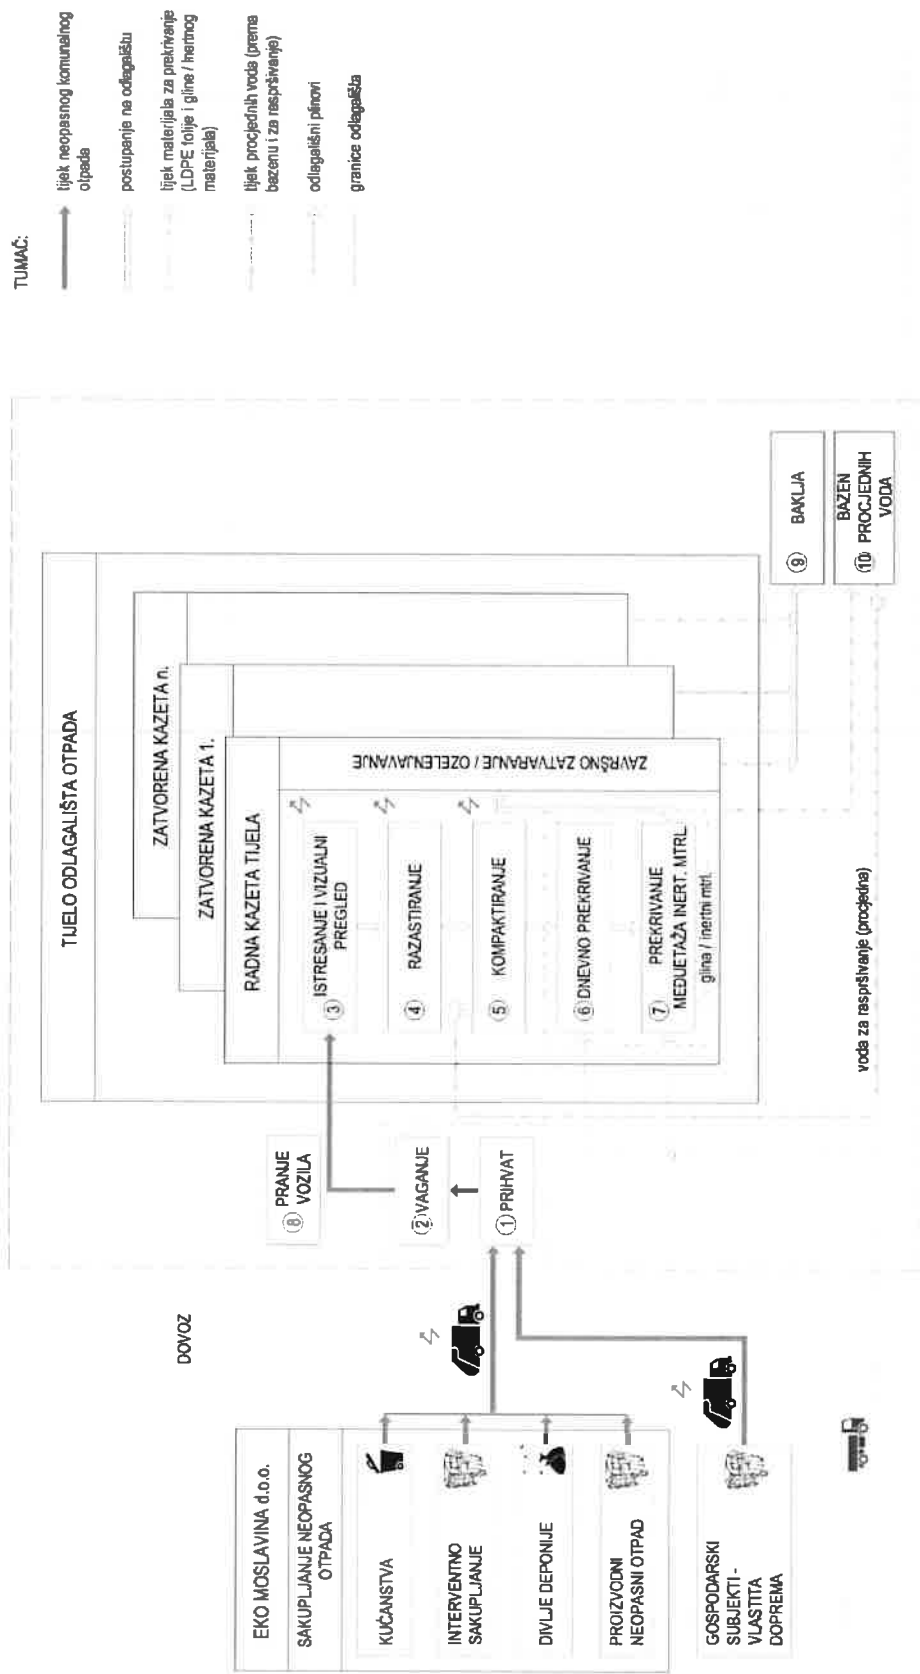 EKO MOSLAVINA d.o.o.
SAKUPLJANJE NEOPASNOG
OTPADA
KUĆANSTVA
INTERVENTNO
SAKUPLJANJE
DIVLJE DEPONIJE
PROIZVODNI
NEOPASNI OTPAD
GOSPODARSKI
SUBJEKTI -
VLASTITA
DOPREMA
DOVOZ
8 PRANJE
VOZILA
2 VAGANJE
1 PRIHVAT
TIJELO ODLAGALIŠTA OTPADA
ZATVORENA KAZETA n.
ZATVORENA KAZETA 1.
RADNA KAZETA TIJELA
3 ISTRESANJE I VIZUALNI
PREGLED
4 RAZASTIRANJE
5 KOMPAKTIRANJE
6 DNEVNO PREKRIVANJE
7 PREKRIVANJE
MEDUETAŽA INERT. MTRL.
glina / inertni mtrl.
ZAVRŠNO ZATVARANJE / OZELENJAVANJE
voda za raspršivanje (procjedna)
9 BAKLJA
BAZEN
10 PROCJEDNIH
VODA
TUMAČ:
tijek neopasnog komunalnog
otpada
postupanje na odlagalištu
tijek materijala za prekrivanje
(LDPE folije i gline / inertnog
materijala)
tijek procjednih voda (prema
bazenu i za raspršivanje)
odlagališni plinovi
granice odlagališta